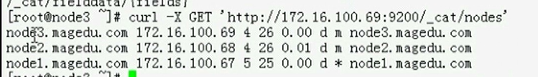 /_cat/fielddata/{fields}
[root@node3 ~]# curl -X GET 'http://172.16.100.69:9200/_cat/nodes'
node3.magedu.com 172.16.100.69 4 26 0.00 d m node3.magedu.com
node2.magedu.com 172.16.100.68 4 26 0.01 d m node2.magedu.com
node1.magedu.com 172.16.100.67 5 25 0.00 d * node1.magedu.com
[root@node3 ~]#